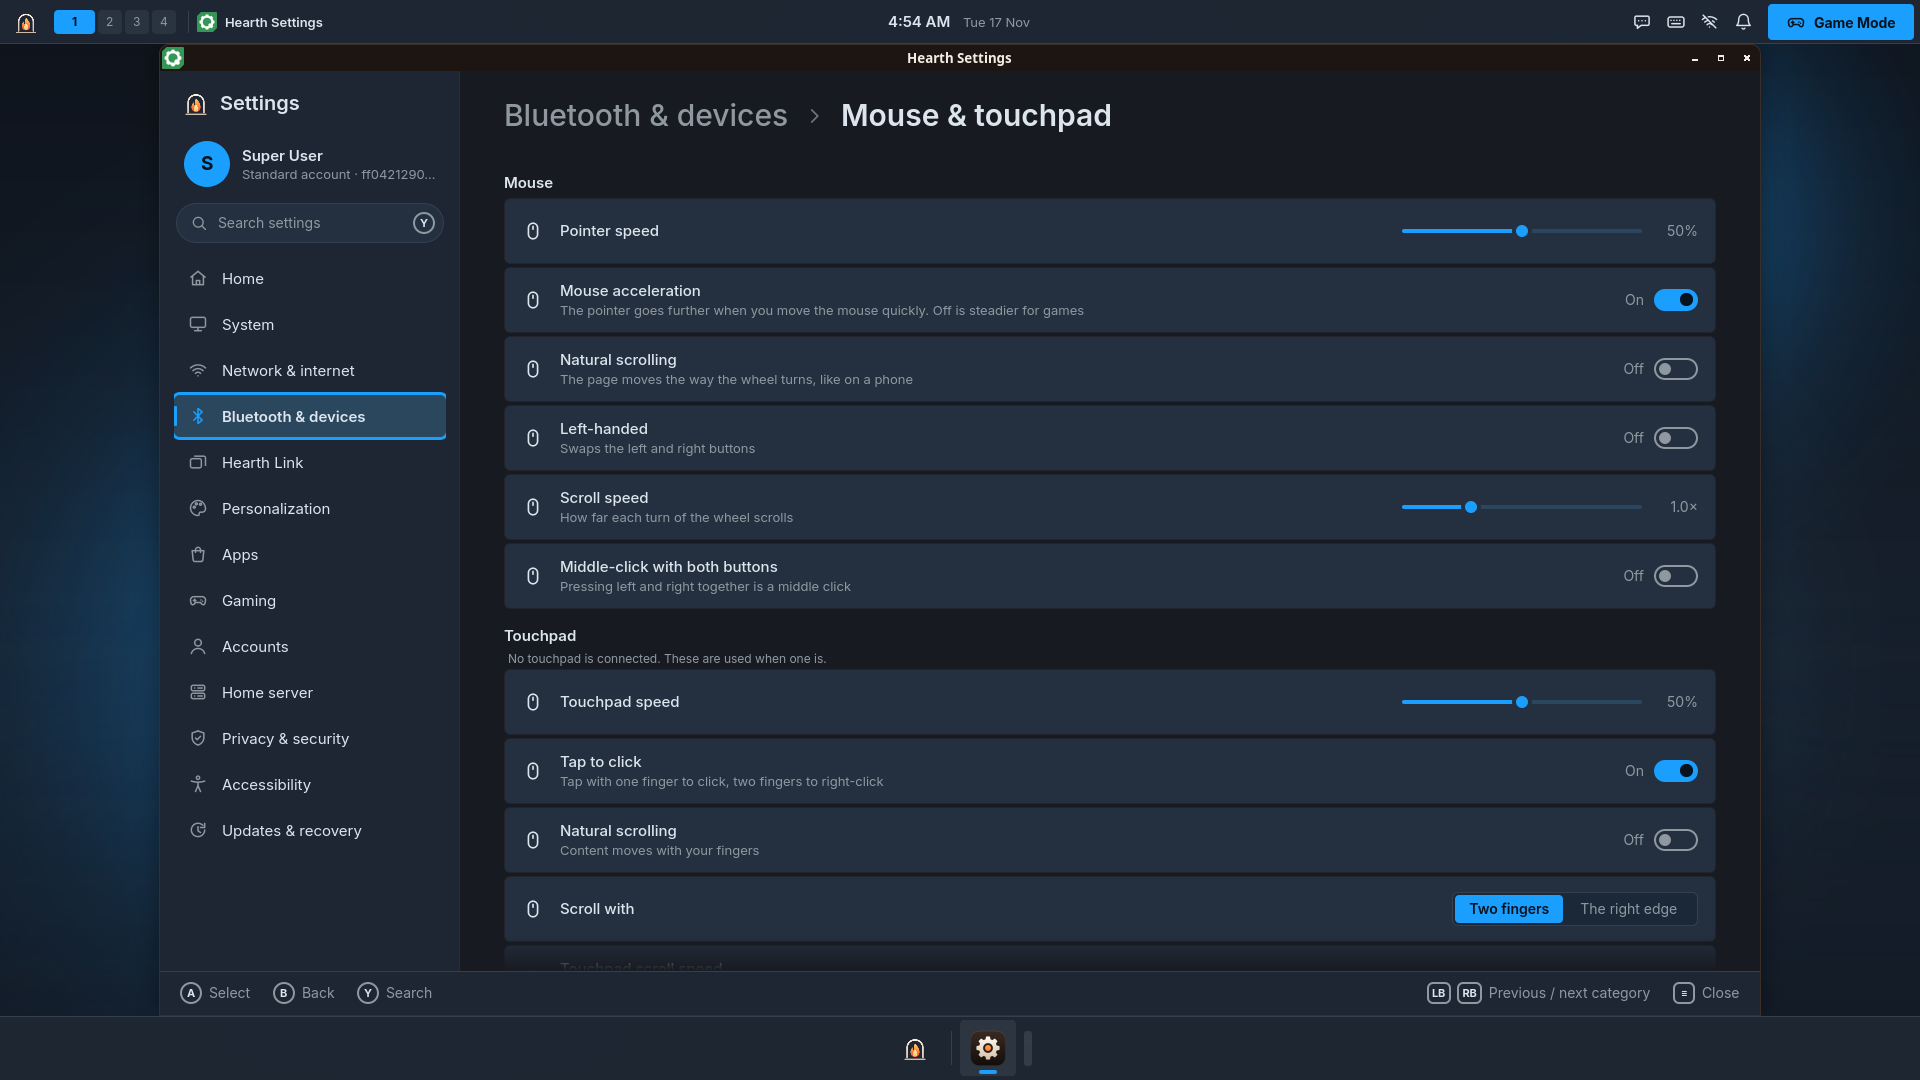 1
2
3
4
Hearth Settings
4:54 AM
Tue 17 Nov
Game Mode
Hearth Settings
Settings
S
Super User
Standard account · ff0421290...
Search settings
Y
Home
System
Network & internet
Bluetooth & devices
Hearth Link
Personalization
Apps
Gaming
Accounts
Home server
Privacy & security
Accessibility
Updates & recovery
Bluetooth & devices > Mouse & touchpad
Mouse
Pointer speed
50%
Mouse acceleration
The pointer goes further when you move the mouse quickly. Off is steadier for games
On
Natural scrolling
The page moves the way the wheel turns, like on a phone
Off
Left-handed
Swaps the left and right buttons
Off
Scroll speed
How far each turn of the wheel scrolls
1.0×
Middle-click with both buttons
Pressing left and right together is a middle click
Off
Touchpad
No touchpad is connected. These are used when one is.
Touchpad speed
50%
Tap to click
Tap with one finger to click, two fingers to right-click
On
Natural scrolling
Content moves with your fingers
Off
Scroll with
Two fingers
The right edge
Touchpad scroll speed
A Select
B Back
Y Search
LB RB Previous / next category
≡ Close